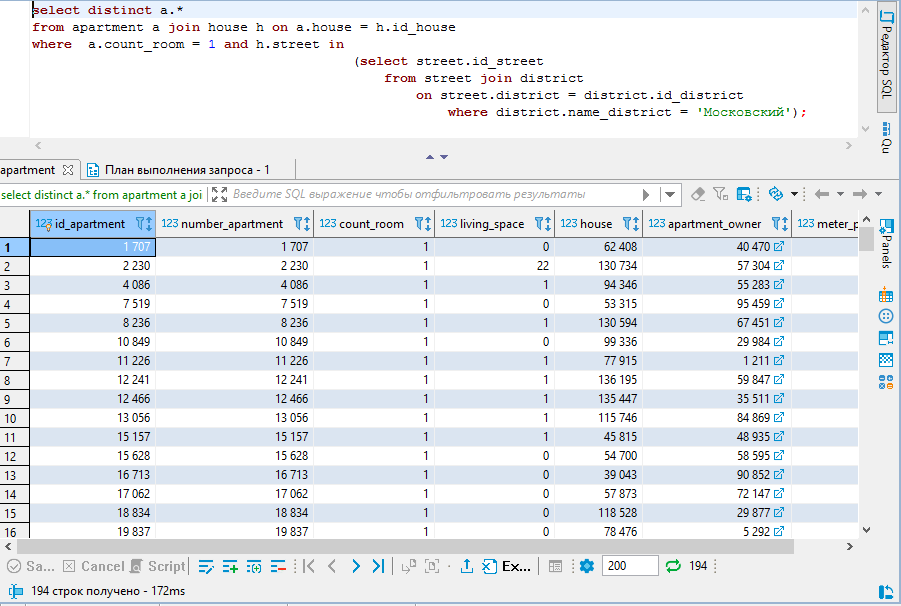 select distinct a.*
from apartment a join house h on a.house = h.id_house
where a.count_room = 1 and h.street in
(select street.id_street
from street join district
on street.district = district.id_district
where district.name_district = 'Московский');
Редактор SQL
Qu
apartment План выполнения запроса - 1
select distinct a.* from apartment a joi Введите SQL выражение чтобы отфильтровать результаты
123 id_apartment 123 number_apartment 123 count_room 123 living_space 123 house 123 apartment_owner 123 meter_p
1 1 707 1 707 1 0 62 408 40 470
2 2 230 2 230 1 22 130 734 57 304
3 4 086 4 086 1 1 94 346 55 283
4 7 519 7 519 1 0 53 315 95 459
5 8 236 8 236 1 1 130 594 67 451
6 10 849 10 849 1 0 99 336 29 984
7 11 226 11 226 1 1 77 915 1 211
8 12 241 12 241 1 1 136 195 59 847
9 12 466 12 466 1 1 135 447 35 511
10 13 056 13 056 1 1 115 746 84 869
11 15 157 15 157 1 1 45 815 48 935
12 15 628 15 628 1 0 54 700 58 595
13 16 713 16 713 1 0 39 043 90 852
14 17 062 17 062 1 0 57 873 72 147
15 18 834 18 834 1 0 118 528 29 877
16 19 837 19 837 1 0 78 476 5 292
Panels
Sa... Cancel Script Ex... 200 194
194 строк получено - 172ms